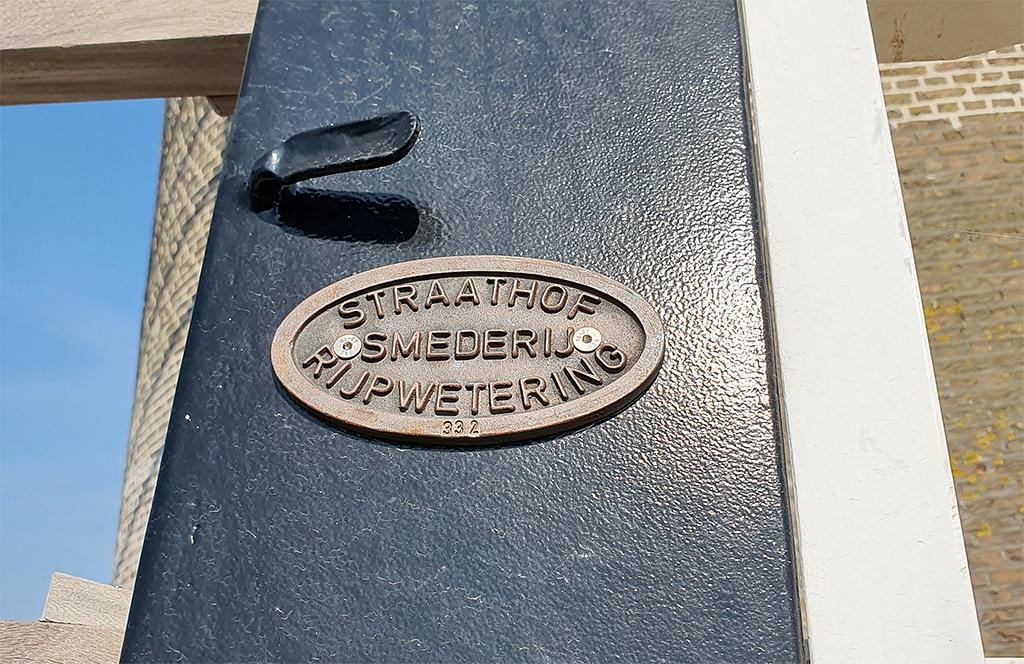 STRAATHOF
SMEDERIJ
RIJPWETERING
332